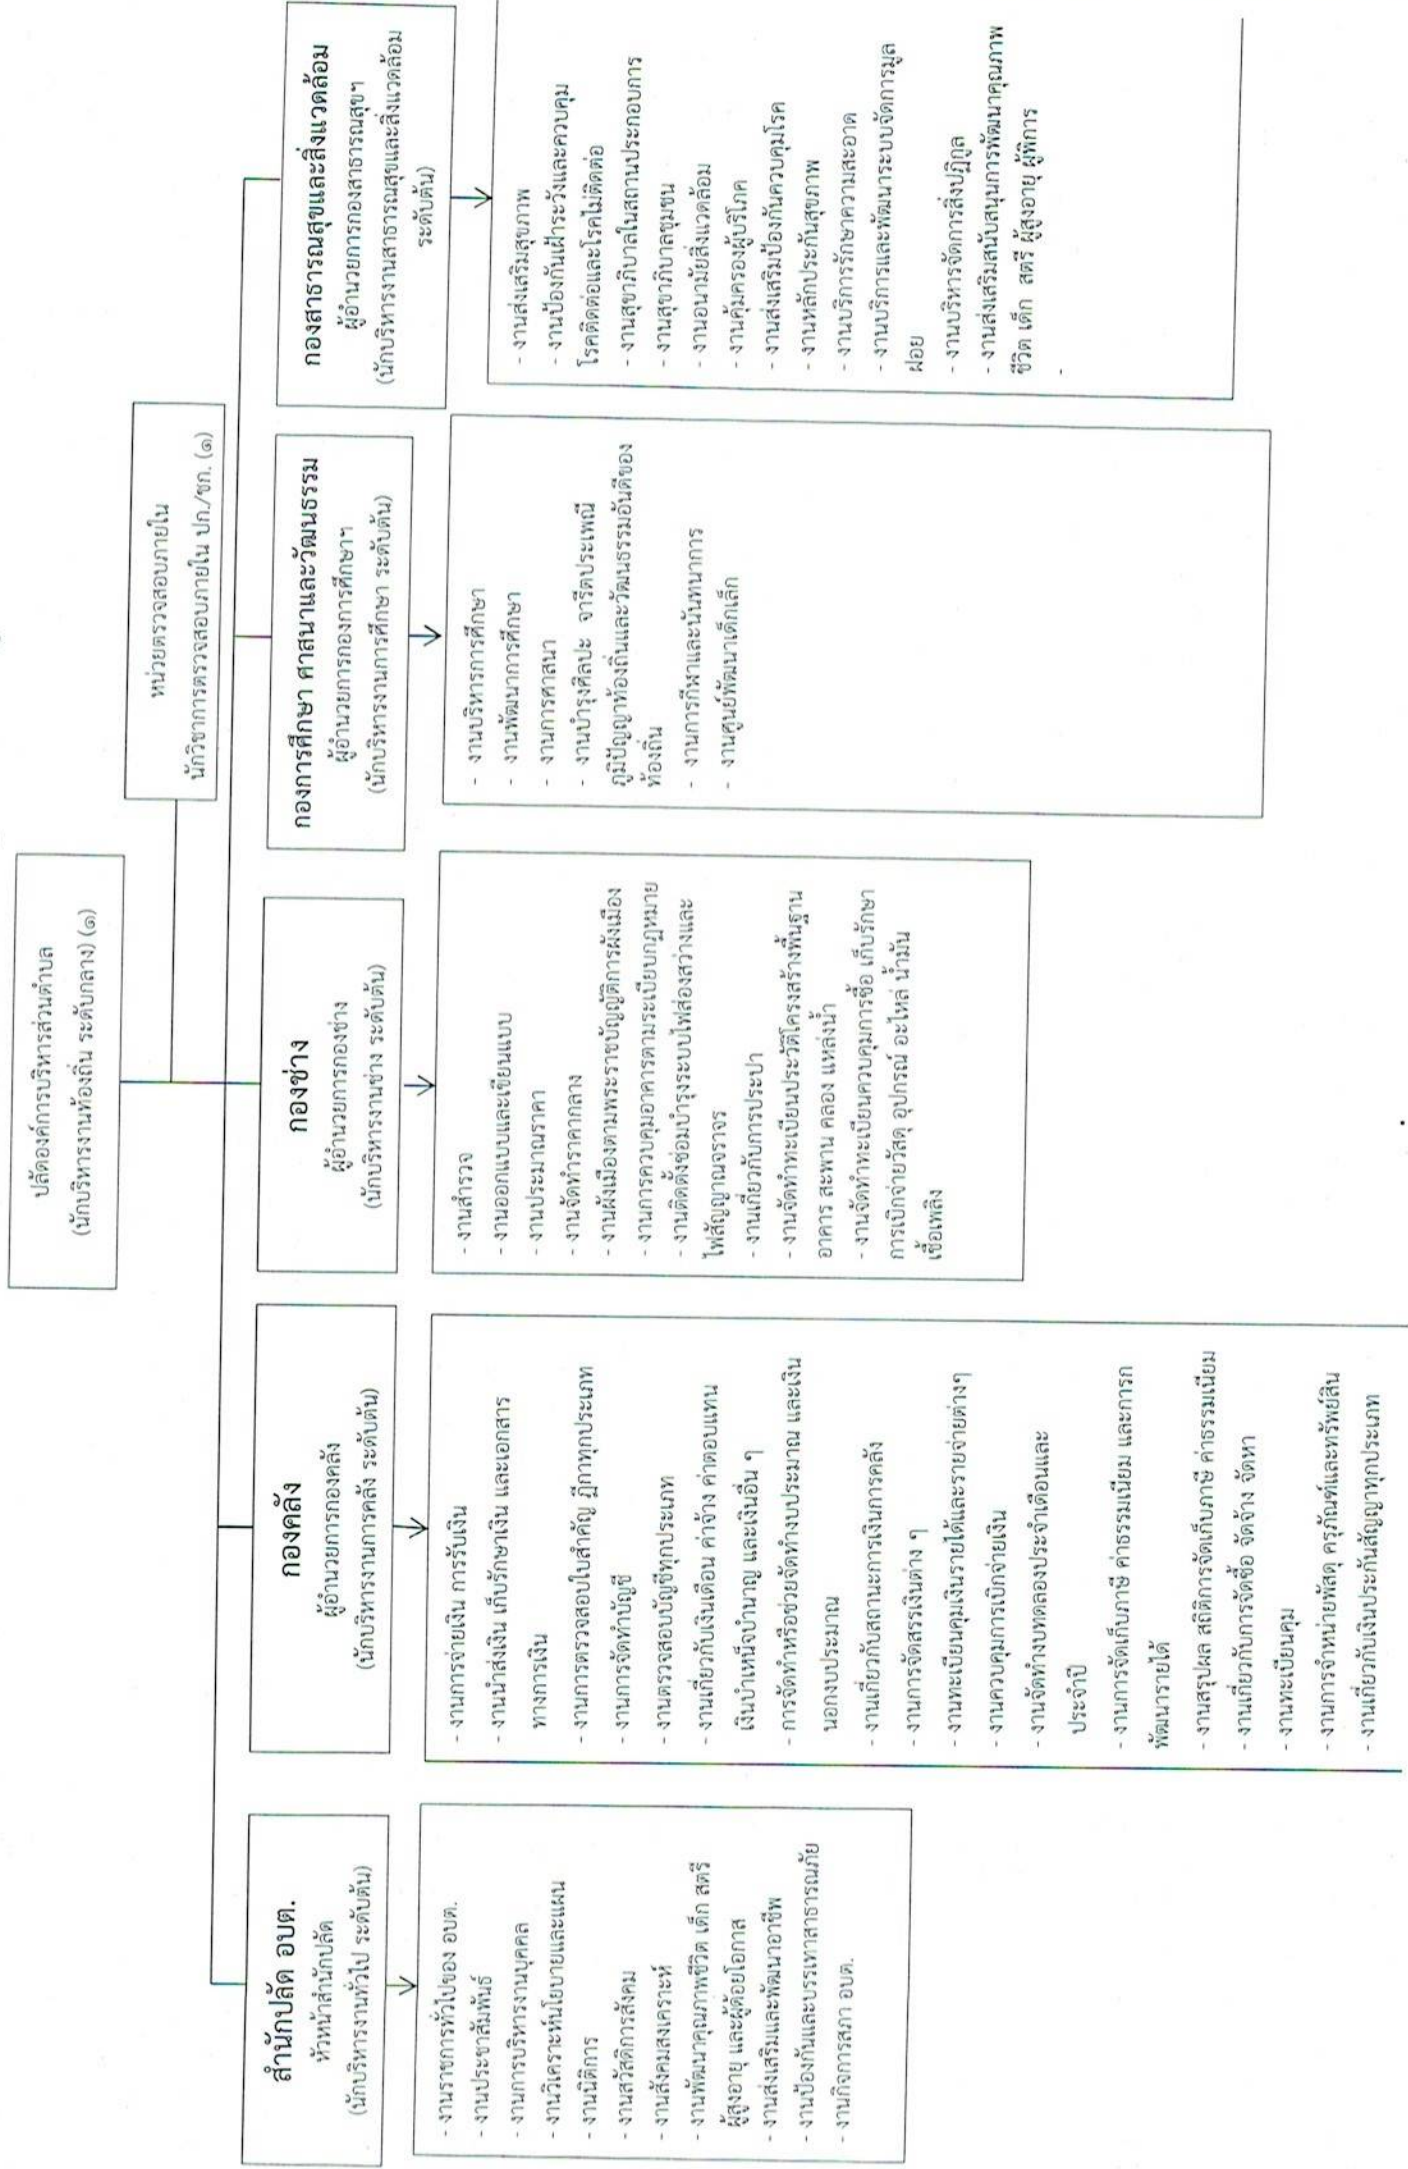 ปลัดองค์การบริหารส่วนตำบล
(นักบริหารงานท้องถิ่น ระดับกลาง) (๑)
หน่วยตรวจสอบภายใน
นักวิชาการตรวจสอบภายใน ปก./ชก. (๑)
สำนักปลัด อบต.
หัวหน้าสำนักปลัด
(นักบริหารงานทั่วไป ระดับต้น)
- งานราชการทั่วไปของ อบต.
- งานประชาสัมพันธ์
- งานการบริหารงานบุคคล
- งานวิเคราะห์นโยบายและแผน
- งานนิติการ
- งานสวัสดิการสังคม
- งานสังคมสงเคราะห์
- งานพัฒนาคุณภาพชีวิต เด็ก สตรี
ผู้สูงอายุ และผู้ด้อยโอกาส
- งานส่งเสริมและพัฒนาอาชีพ
- งานป้องกันและบรรเทาสาธารณภัย
- งานกิจการสภา อบต.
กองคลัง
ผู้อำนวยการกองคลัง
(นักบริหารงานการคลัง ระดับต้น)
- งานการจ่ายเงิน การรับเงิน
- งานนำส่งเงิน เก็บรักษาเงิน และเอกสาร
ทางการเงิน
- งานการตรวจสอบใบสำคัญ ฎีกาทุกประเภท
- งานการจัดทำบัญชี
- งานตรวจสอบบัญชีทุกประเภท
- งานเกี่ยวกับเงินเดือน ค่าจ้าง ค่าตอบแทน
เงินบำเหน็จบำนาญ และเงินอื่น ๆ
- การจัดทำหรือช่วยจัดทำงบประมาณ และเงิน
นอกงบประมาณ
- งานเกี่ยวกับสถานะการเงินการคลัง
- งานการจัดสรรเงินต่าง ๆ
- งานทะเบียนคุมเงินรายได้และรายจ่ายต่างๆ
- งานควบคุมการเบิกจ่ายเงิน
- งานจัดทำงบทดลองประจำเดือนและ
ประจำปี
- งานการจัดเก็บภาษี ค่าธรรมเนียม และการก
พัฒนารายได้
- งานสรุปผล สถิติการจัดเก็บภาษี ค่าธรรมเนียม
- งานเกี่ยวกับการจัดซื้อ จัดจ้าง จัดหา
- งานทะเบียนคุม
- งานการจำหน่ายพัสดุ ครุภัณฑ์และทรัพย์สิน
- งานเกี่ยวกับเงินประกันสัญญาทุกประเภท
กองช่าง
ผู้อำนวยการกองช่าง
(นักบริหารงานช่าง ระดับต้น)
- งานสำรวจ
- งานออกแบบและเขียนแบบ
- งานประมาณราคา
- งานจัดทำราคากลาง
- งานผังเมืองตามพระราชบัญญัติการผังเมือง
- งานการควบคุมอาคารตามระเบียบกฎหมาย
- งานติดตั้งซ่อมบำรุงระบบไฟส่องสว่างและ
ไฟสัญญาณจราจร
- งานเกี่ยวกับการประปา
- งานจัดทำทะเบียนประวัติโครงสร้างพื้นฐาน
อาคาร สะพาน คลอง แหล่งน้ำ
- งานจัดทำทะเบียนควบคุมการซื้อ เก็บรักษา
การเบิกจ่ายวัสดุ อุปกรณ์ อะไหล่ น้ำมัน
เชื้อเพลิง
กองการศึกษา ศาสนาและวัฒนธรรม
ผู้อำนวยการกองการศึกษาฯ
(นักบริหารงานการศึกษา ระดับต้น)
- งานบริหารการศึกษา
- งานพัฒนาการศึกษา
- งานการศาสนา
- งานบำรุงศิลปะ จารีตประเพณี
ภูมิปัญญาท้องถิ่นและวัฒนธรรมอันดีของ
ท้องถิ่น
- งานการกีฬาและนันทนาการ
- งานศูนย์พัฒนาเด็กเล็ก
กองสาธารณสุขและสิ่งแวดล้อม
ผู้อำนวยการกองสาธารณสุขฯ
(นักบริหารงานสาธารณสุขและสิ่งแวดล้อม
ระดับต้น)
- งานส่งเสริมสุขภาพ
- งานป้องกันเฝ้าระวังและควบคุม
โรคติดต่อและโรคไม่ติดต่อ
- งานสุขาภิบาลในสถานประกอบการ
- งานสุขาภิบาลชุมชน
- งานอนามัยสิ่งแวดล้อม
- งานคุ้มครองผู้บริโภค
- งานส่งเสริมป้องกันควบคุมโรค
- งานหลักประกันสุขภาพ
- งานบริการรักษาความสะอาด
- งานบริการและพัฒนาระบบจัดการมูล
ฝอย
- งานบริหารจัดการสิ่งปฏิกูล
- งานส่งเสริมสนับสนุนการพัฒนาคุณภาพ
ชีวิต เด็ก สตรี ผู้สูงอายุ ผู้พิการ
-